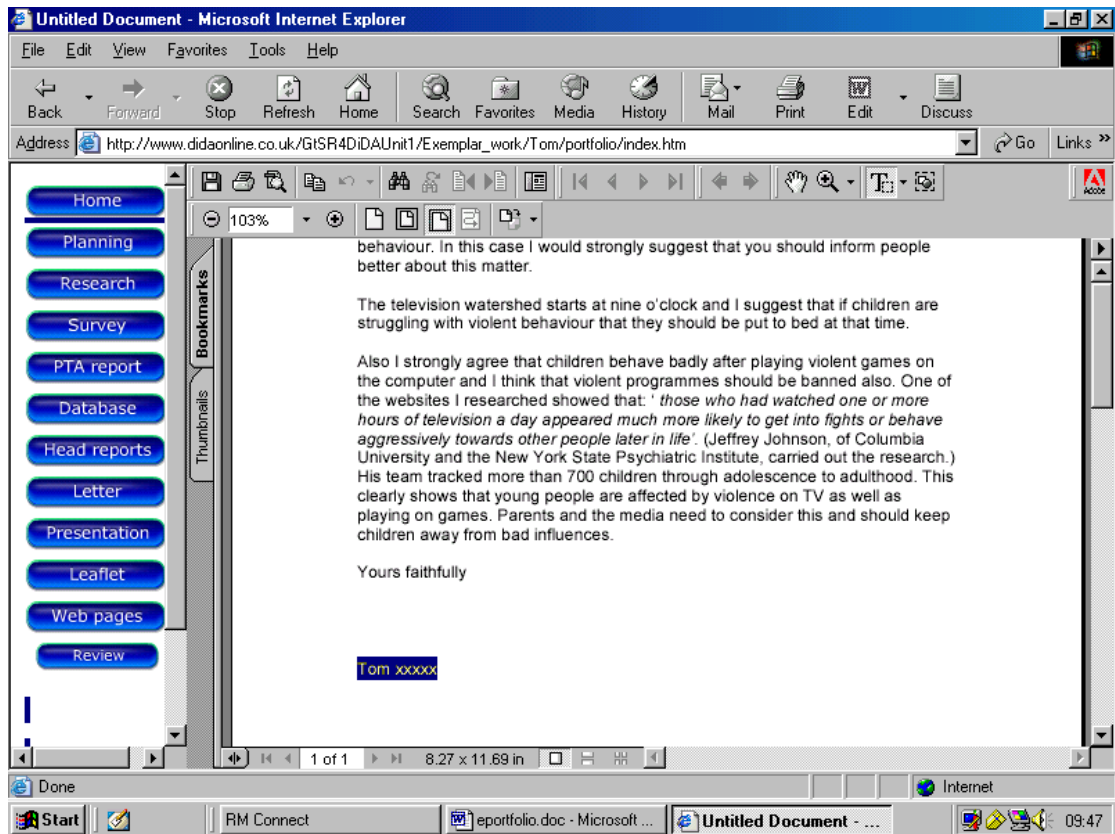 Untitled Document - Microsoft Internet Explorer
File Edit View Favorites Tools Help
Back Forward Stop Refresh Home Search Favorites Media History Mail Print Edit Discuss
Address http://www.didaonline.co.uk/GtSR4DiDAUnit1/Exemplar_work/Tom/portfolio/index.htm Go Links »
Home
Planning
Research
Survey
PTA report
Database
Head reports
Letter
Presentation
Leaflet
Web pages
Review
Adobe
103%
Bookmarks
Thumbnails
behaviour. In this case I would strongly suggest that you should inform people
better about this matter.
The television watershed starts at nine o'clock and I suggest that if children are
struggling with violent behaviour that they should be put to bed at that time.
Also I strongly agree that children behave badly after playing violent games on
the computer and I think that violent programmes should be banned also. One of
the websites I researched showed that: ' those who had watched one or more
hours of television a day appeared much more likely to get into fights or behave
aggressively towards other people later in life'. (Jeffrey Johnson, of Columbia
University and the New York State Psychiatric Institute, carried out the research.)
His team tracked more than 700 children through adolescence to adulthood. This
clearly shows that young people are affected by violence on TV as well as
playing on games. Parents and the media need to consider this and should keep
children away from bad influences.
Yours faithfully
Tom xxxxx
1 of 1 8.27 x 11.69 in
Done Internet
Start RM Connect eportfolio.doc - Microsoft ... Untitled Document - ... 09:47